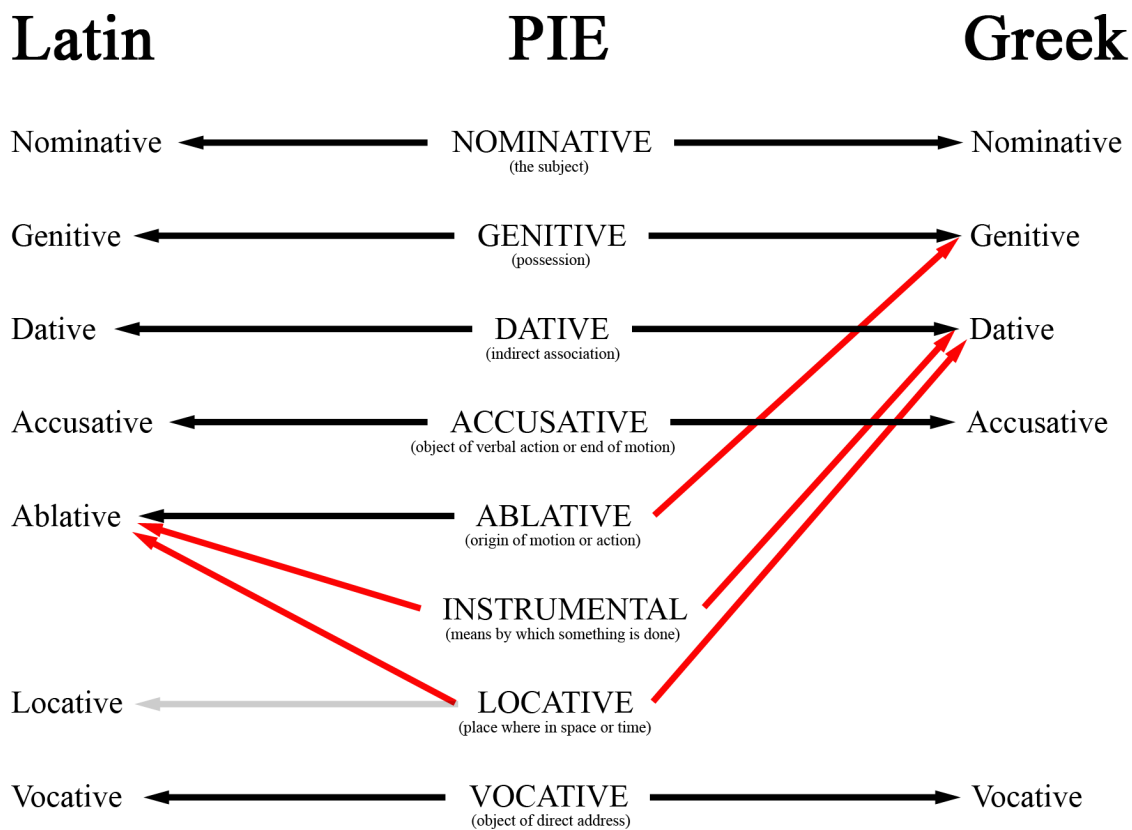 Latin PIE Greek
Nominative NOMINATIVE Nominative
(the subject)
Genitive GENITIVE Genitive
(possession)
Dative DATIVE Dative
(indirect association)
Accusative ACCUSATIVE Accusative
(object of verbal action or end of motion)
Ablative ABLATIVE
(origin of motion or action)
INSTRUMENTAL
(means by which something is done)
Locative LOCATIVE
(place where in space or time)
Vocative VOCATIVE Vocative
(object of direct address)